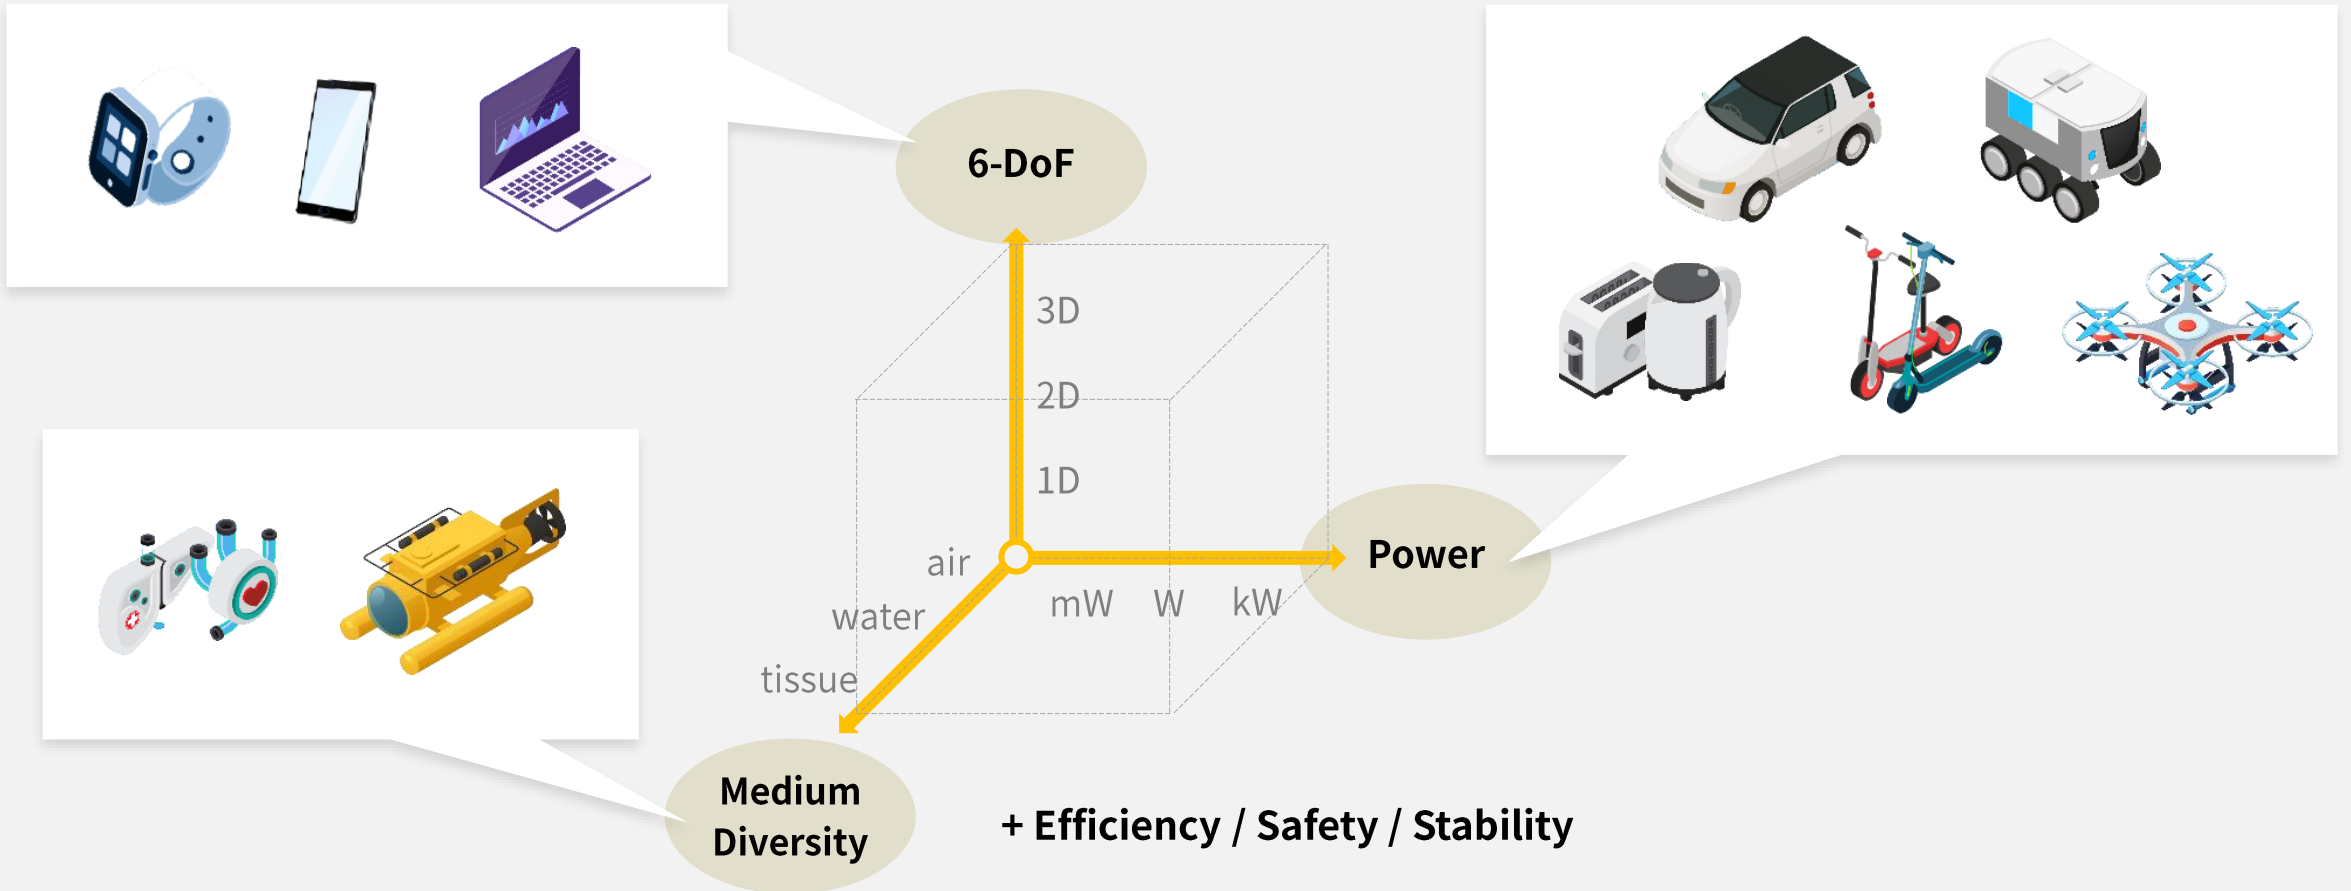 6-DoF
3D
2D
1D
air
water
tissue
mW W kW
Power
Medium
Diversity
+ Efficiency / Safety / Stability